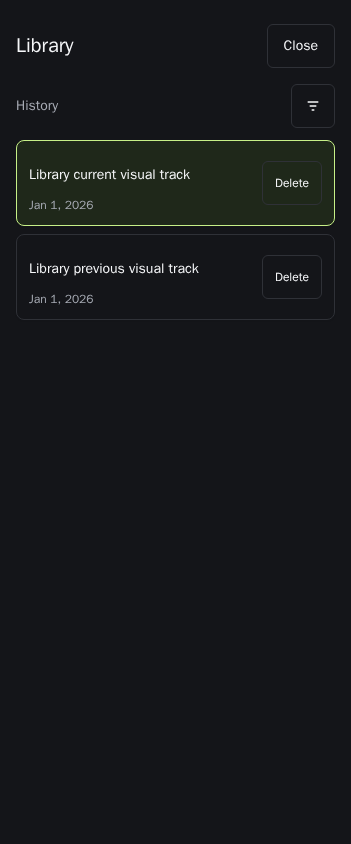 Library
Close
History
Library current visual track
Jan 1, 2026
Delete
Library previous visual track
Jan 1, 2026
Delete